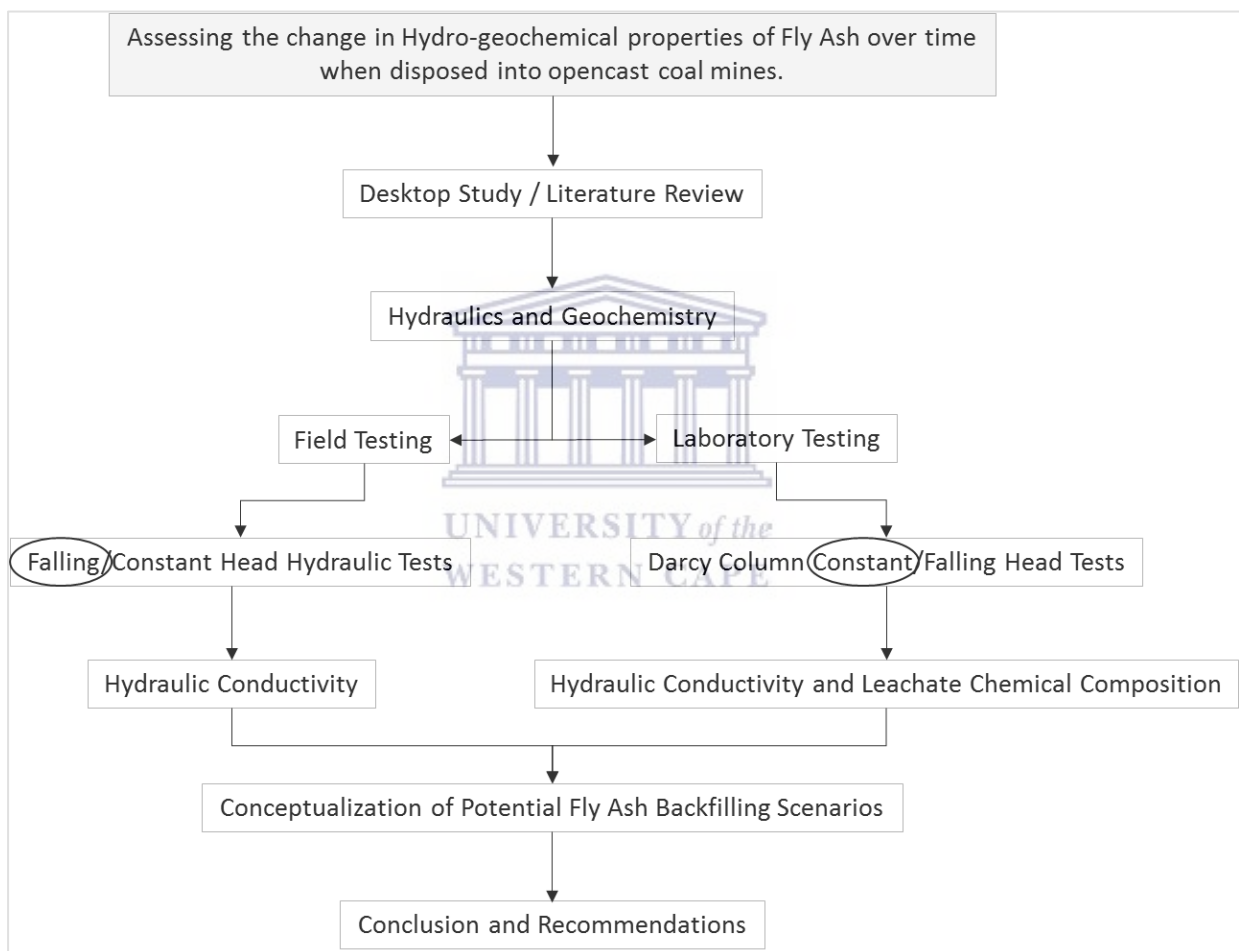 Assessing the change in Hydro-geochemical properties of Fly Ash over time
when disposed into opencast coal mines.
Desktop Study / Literature Review
Hydraulics and Geochemistry
Field Testing
Laboratory Testing
UNIVERSITY of the
WESTERN CAPE
Falling/Constant Head Hydraulic Tests
Darcy Column Constant/Falling Head Tests
Hydraulic Conductivity
Hydraulic Conductivity and Leachate Chemical Composition
Conceptualization of Potential Fly Ash Backfilling Scenarios
Conclusion and Recommendations